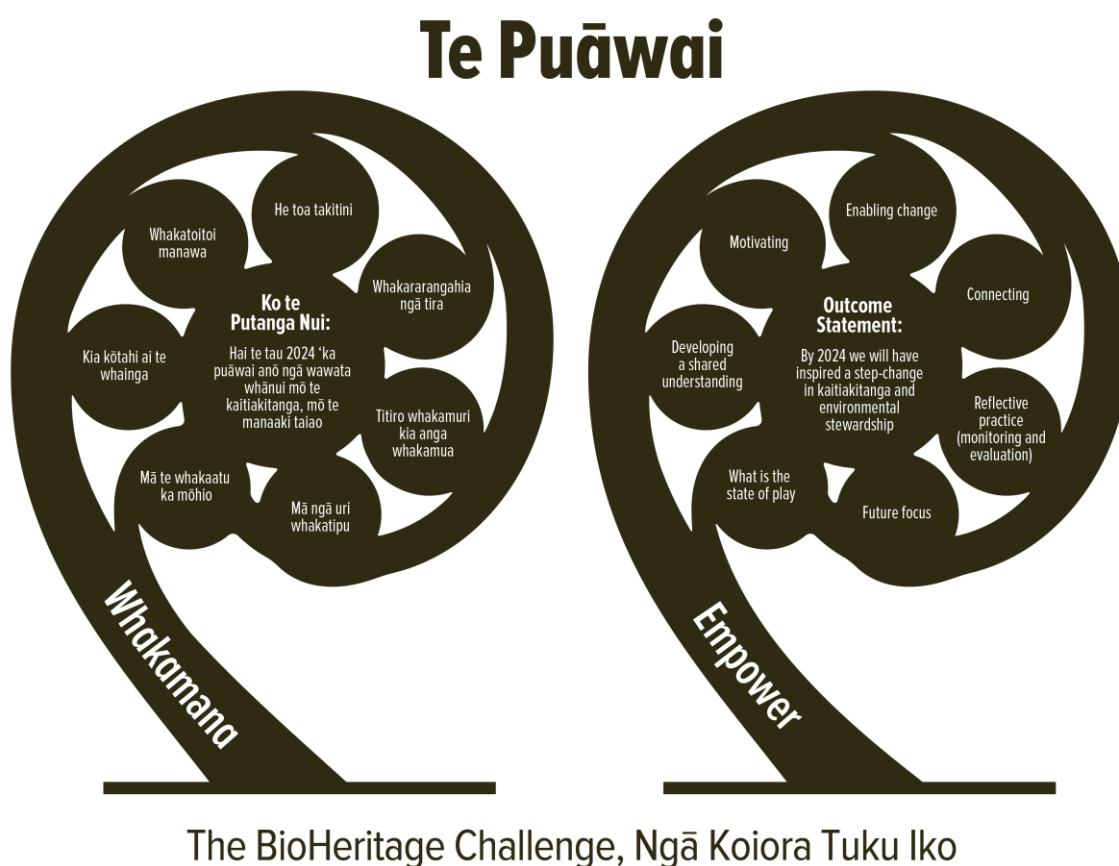 Te Puāwai
He toa takitini
Whakatoitoi
manawa
Whakararangahia
ngā tira
Kia kōtahi ai te
whainga
Ko te
Putanga Nui:
Hai te tau 2024 ‘ka
puāwai anō ngā wawata
whānui mō te
kaitiakitanga, mō te
manaaki taiao
Titiro whakamuri
kia anga
whakamua
Mā te whakaatu
ka mōhio
Mā ngā uri
whakatipu
Whakamana
Enabling change
Motivating
Connecting
Developing
a shared
understanding
Outcome
Statement:
By 2024 we will have
inspired a step-change
in kaitiakitanga and
environmental
stewardship
Reflective
practice
(monitoring and
evaluation)
What is the
state of play
Future focus
Empower
The BioHeritage Challenge, Ngā Koiora Tuku Iko